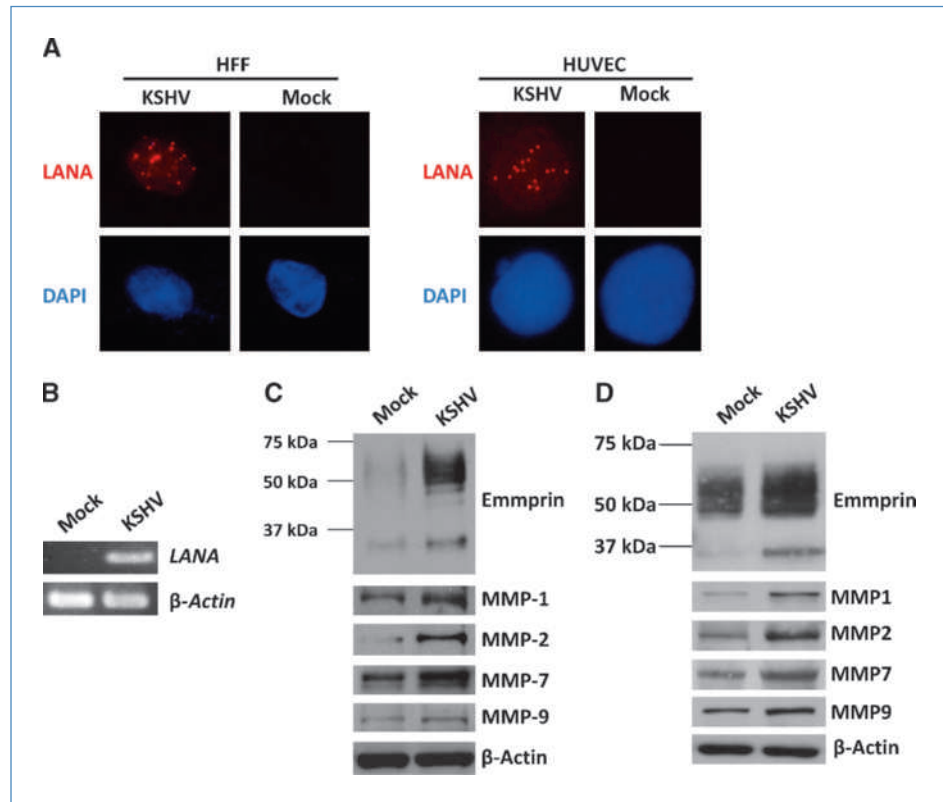 A
HFF
HUVEC
KSHV Mock
KSHV Mock
LANA
LANA
DAPI
DAPI
B
Mock KSHV
LANA
β-Actin
C
Mock KSHV
75 kDa
50 kDa
37 kDa
Emmprin
MMP-1
MMP-2
MMP-7
MMP-9
β-Actin
D
Mock KSHV
75 kDa
50 kDa
37 kDa
Emmprin
MMP1
MMP2
MMP7
MMP9
β-Actin